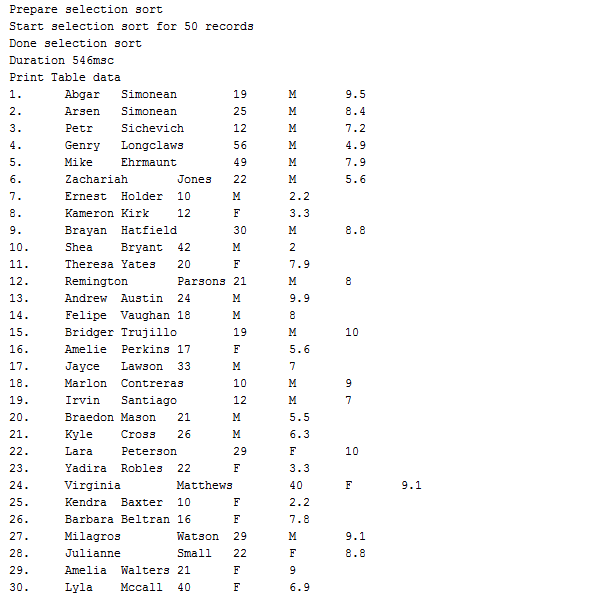 Prepare selection sort
Start selection sort for 50 records
Done selection sort
Duration 546msc
Print Table data
1. Abgar Simonean 19 M 9.5
2. Arsen Simonean 25 M 8.4
3. Petr Sichevich 12 M 7.2
4. Genry Longclaws 56 M 4.9
5. Mike Ehrmaunt 49 M 7.9
6. Zachariah Jones 22 M 5.6
7. Ernest Holder 10 M 2.2
8. Kameron Kirk 12 F 3.3
9. Brayan Hatfield 30 M 8.8
10. Shea Bryant 42 M 2
11. Theresa Yates 20 F 7.9
12. Remington Parsons 21 M 8
13. Andrew Austin 24 M 9.9
14. Felipe Vaughan 18 M 8
15. Bridger Trujillo 19 M 10
16. Amelie Perkins 17 F 5.6
17. Jayce Lawson 33 M 7
18. Marlon Contreras 10 M 9
19. Irvin Santiago 12 M 7
20. Braedon Mason 21 M 5.5
21. Kyle Cross 26 M 6.3
22. Lara Peterson 29 F 10
23. Yadira Robles 22 F 3.3
24. Virginia Matthews 40 F 9.1
25. Kendra Baxter 10 F 2.2
26. Barbara Beltran 16 F 7.8
27. Milagros Watson 29 M 9.1
28. Julianne Small 22 F 8.8
29. Amelia Walters 21 F 9
30. Lyla Mccall 40 F 6.9